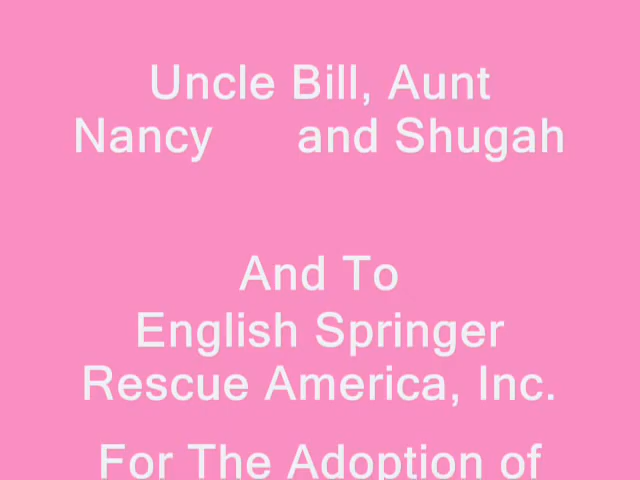 Uncle Bill, Aunt
Nancy and Shugah
And To
English Springer
Rescue America, Inc.
For The Adoption of